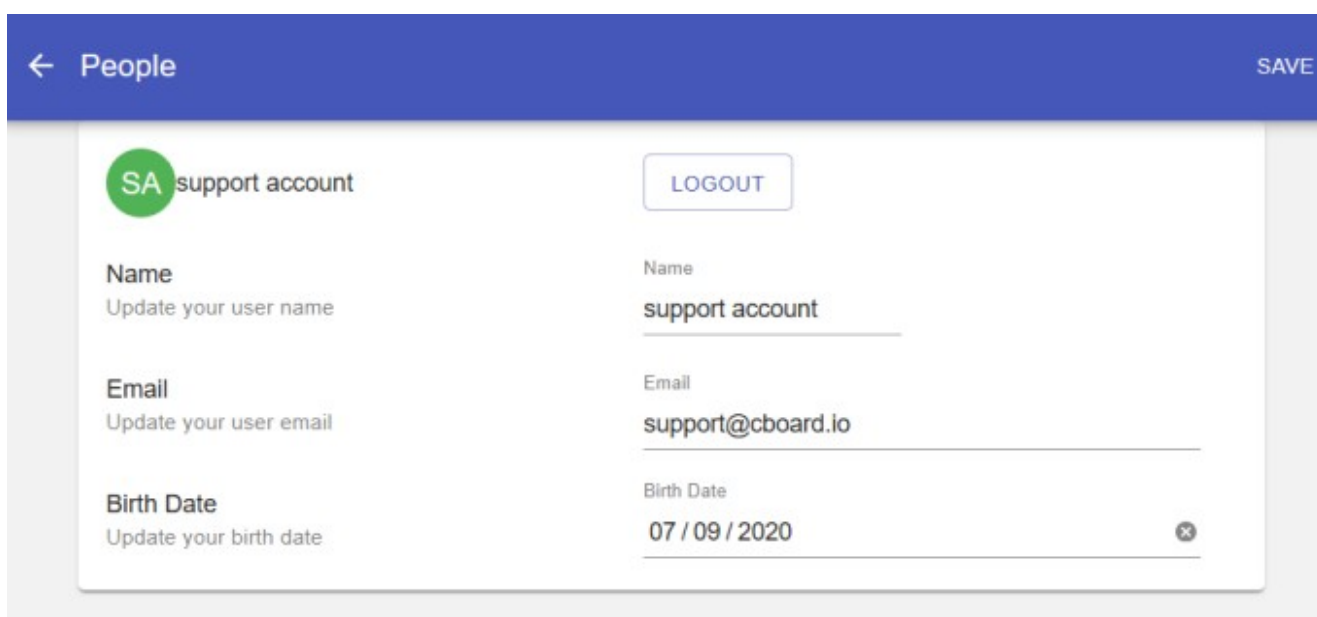 People
SAVE
SA support account
LOGOUT
Name
Update your user name
Name
support account
Email
Update your user email
Email
support@cboard.io
Birth Date
Update your birth date
Birth Date
07 / 09 / 2020